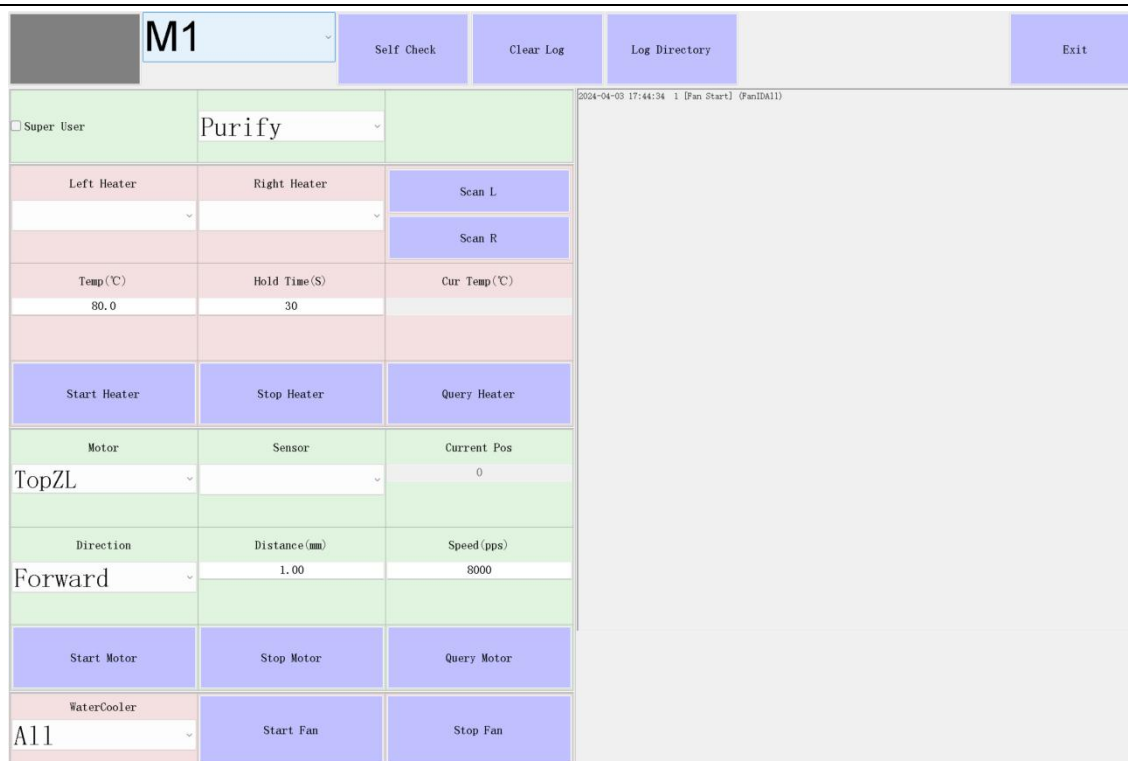 M1
Self Check
Clear Log
Log Directory
Exit
Super User
Purify
2024-04-03 17:44:34 1 [Fan Start] (FanIDAll)
Left Heater
Right Heater
Scan L
Scan R
Temp(℃)
Hold Time(S)
Cur Temp(℃)
80.0
30
Start Heater
Stop Heater
Query Heater
Motor
Sensor
Current Pos
TopZL
0
Direction
Distance(mm)
Speed(pps)
Forward
1.00
8000
Start Motor
Stop Motor
Query Motor
WaterCooler
All
Start Fan
Stop Fan